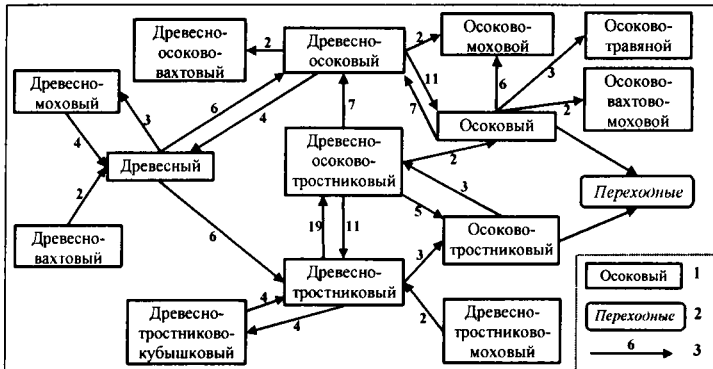 Древесно-
осоково-
вахтовый
2
Древесно-
осоковый
2
Осоково-
моховой
Осоково-
травяной
Древесно-
моховый
3
6
4
11
7
6
3
2
Осоково-
вахтово-
моховой
4
Древесный
7
Осоковый
Древесно-
осоково-
тростниковый
2
3
Переходные
2
5
Древесно-
вахтовый
6
19
11
Осоково-
тростниковый
Древесно-
тростниковый
3
Осоковый
1
Древесно-
тростниково-
кубышковый
4
4
2
Древесно-
тростниково-
моховый
Переходные
2
6
3